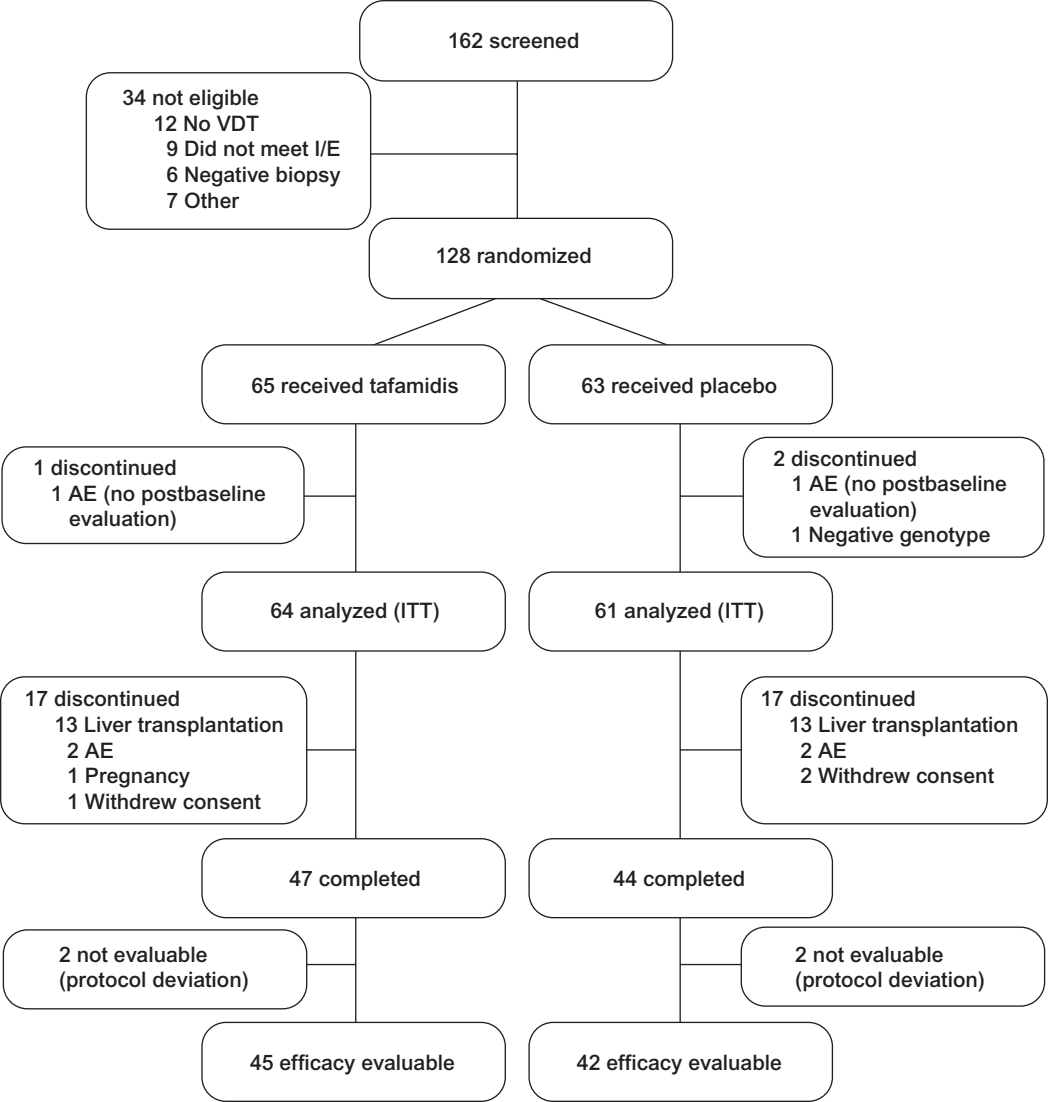 162 screened
34 not eligible
12 No VDT
9 Did not meet I/E
6 Negative biopsy
7 Other
128 randomized
65 received tafamidis
63 received placebo
1 discontinued
1 AE (no postbaseline
evaluation)
2 discontinued
1 AE (no postbaseline
evaluation)
1 Negative genotype
64 analyzed (ITT)
61 analyzed (ITT)
17 discontinued
13 Liver transplantation
2 AE
1 Pregnancy
1 Withdrew consent
17 discontinued
13 Liver transplantation
2 AE
2 Withdrew consent
47 completed
44 completed
2 not evaluable
(protocol deviation)
2 not evaluable
(protocol deviation)
45 efficacy evaluable
42 efficacy evaluable